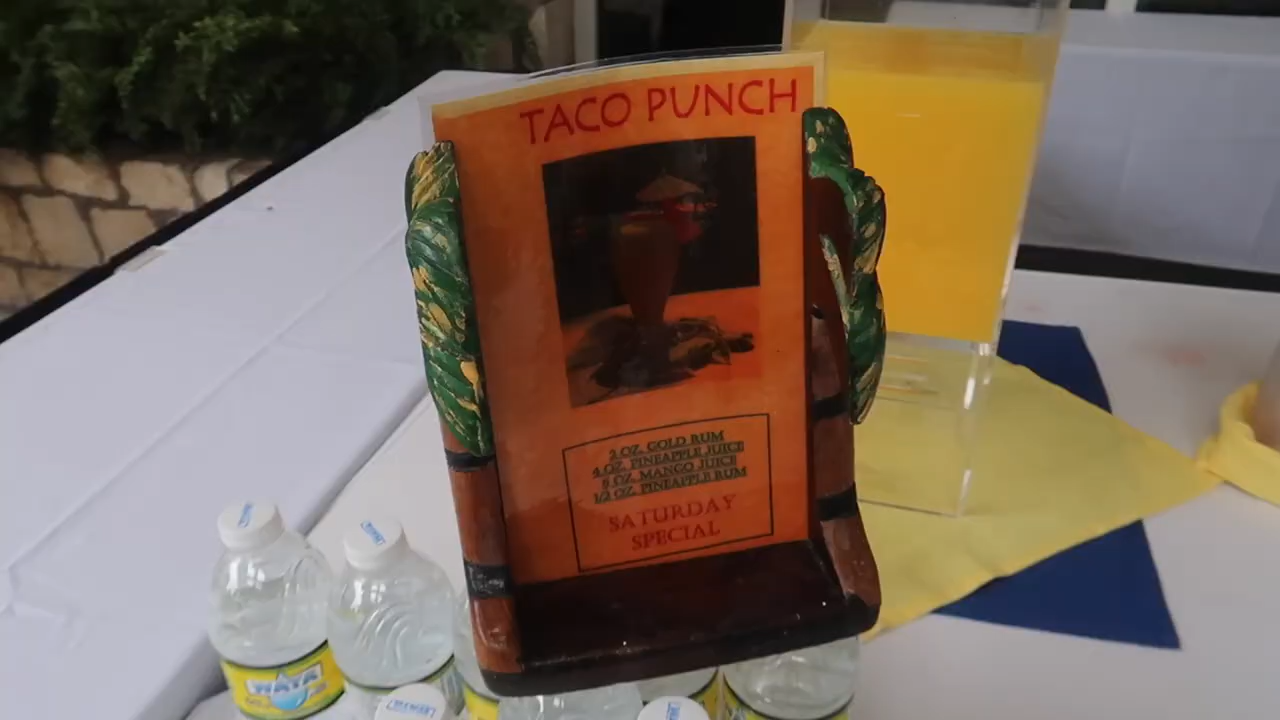 TACO PUNCH
2 OZ. GOLD RUM
4 OZ. PINEAPPLE JUICE
5 OZ. MANGO JUICE
1/2 OZ. PINEAPPLE RUM
SATURDAY
SPECIAL
WATA